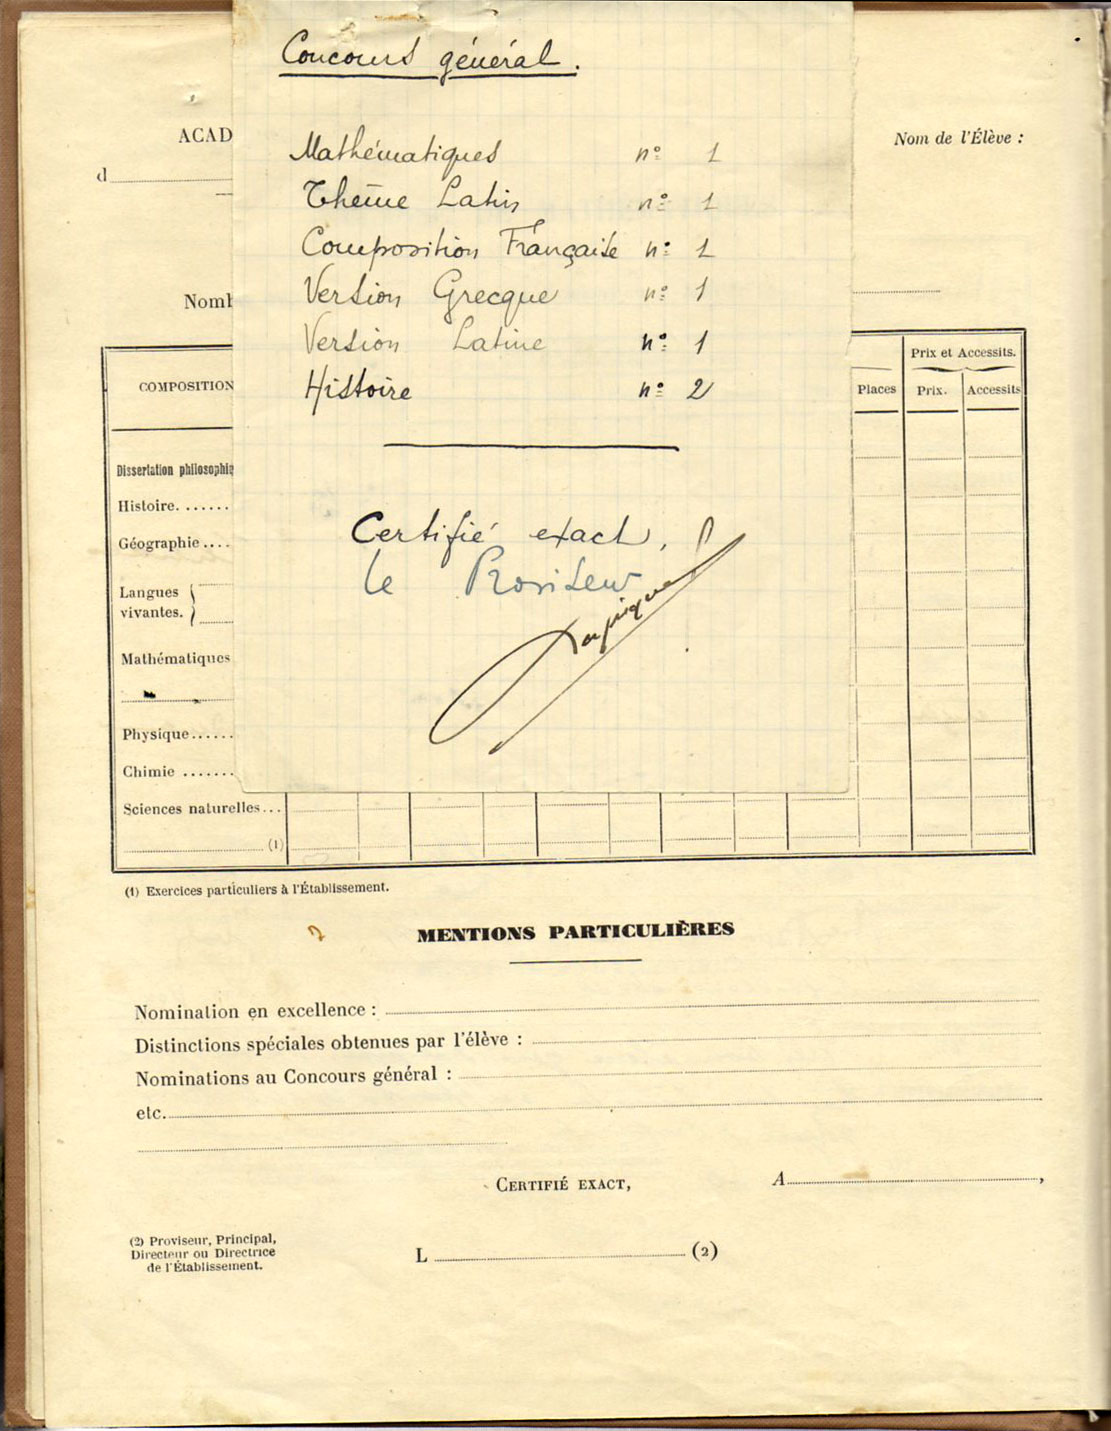 Concours général.
Mathématiques n° 1
Thème Latin n° 1
Composition Française n° 1
Version Grecque n° 1
Version Latine n° 1
Histoire n° 2
Certifié exact,
Le Proviseur
ACAD
Nom de l'Élève :
d
Nomb
COMPOSITION
Places
Prix et Accessits.
Prix.
Accessits
Dissertation philosophiq
Histoire.......
Géographie....
Langues
vivantes.
Mathématiques
Physique......
Chimie .......
Sciences naturelles...
(1)
(1) Exercices particuliers à l'Établissement.
MENTIONS PARTICULIÈRES
Nomination en excellence :
Distinctions spéciales obtenues par l'élève :
Nominations au Concours général :
etc.
CERTIFIÉ EXACT,
A ,
(2) Proviseur, Principal,
Directeur ou Directrice
de l'Établissement.
L (2)